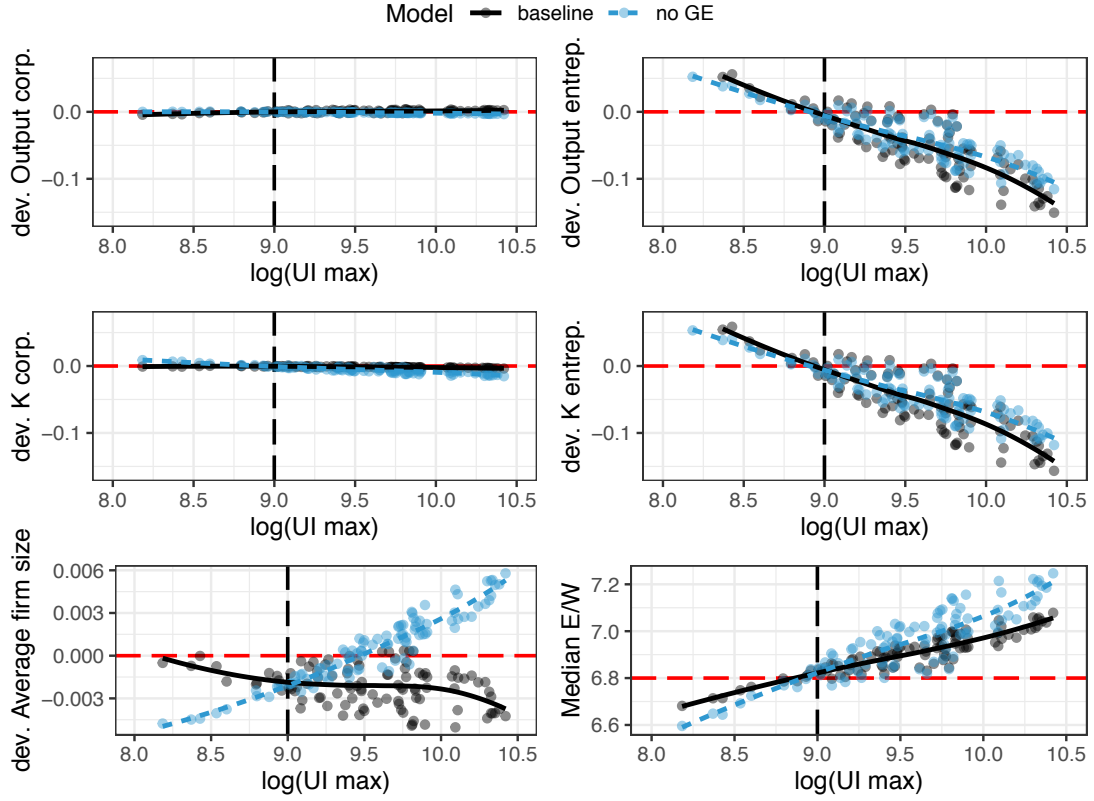 Model baseline no GE
dev. Output corp.
0.0
−0.1
8.0 8.5 9.0 9.5 10.0 10.5
log(UI max)
dev. Output entrep.
0.0
−0.1
8.0 8.5 9.0 9.5 10.0 10.5
log(UI max)
dev. K corp.
0.0
−0.1
8.0 8.5 9.0 9.5 10.0 10.5
log(UI max)
dev. K entrep.
0.0
−0.1
8.0 8.5 9.0 9.5 10.0 10.5
log(UI max)
dev. Average firm size
0.006
0.003
0.000
−0.003
8.0 8.5 9.0 9.5 10.0 10.5
log(UI max)
Median E/W
7.2
7.0
6.8
6.6
8.0 8.5 9.0 9.5 10.0 10.5
log(UI max)